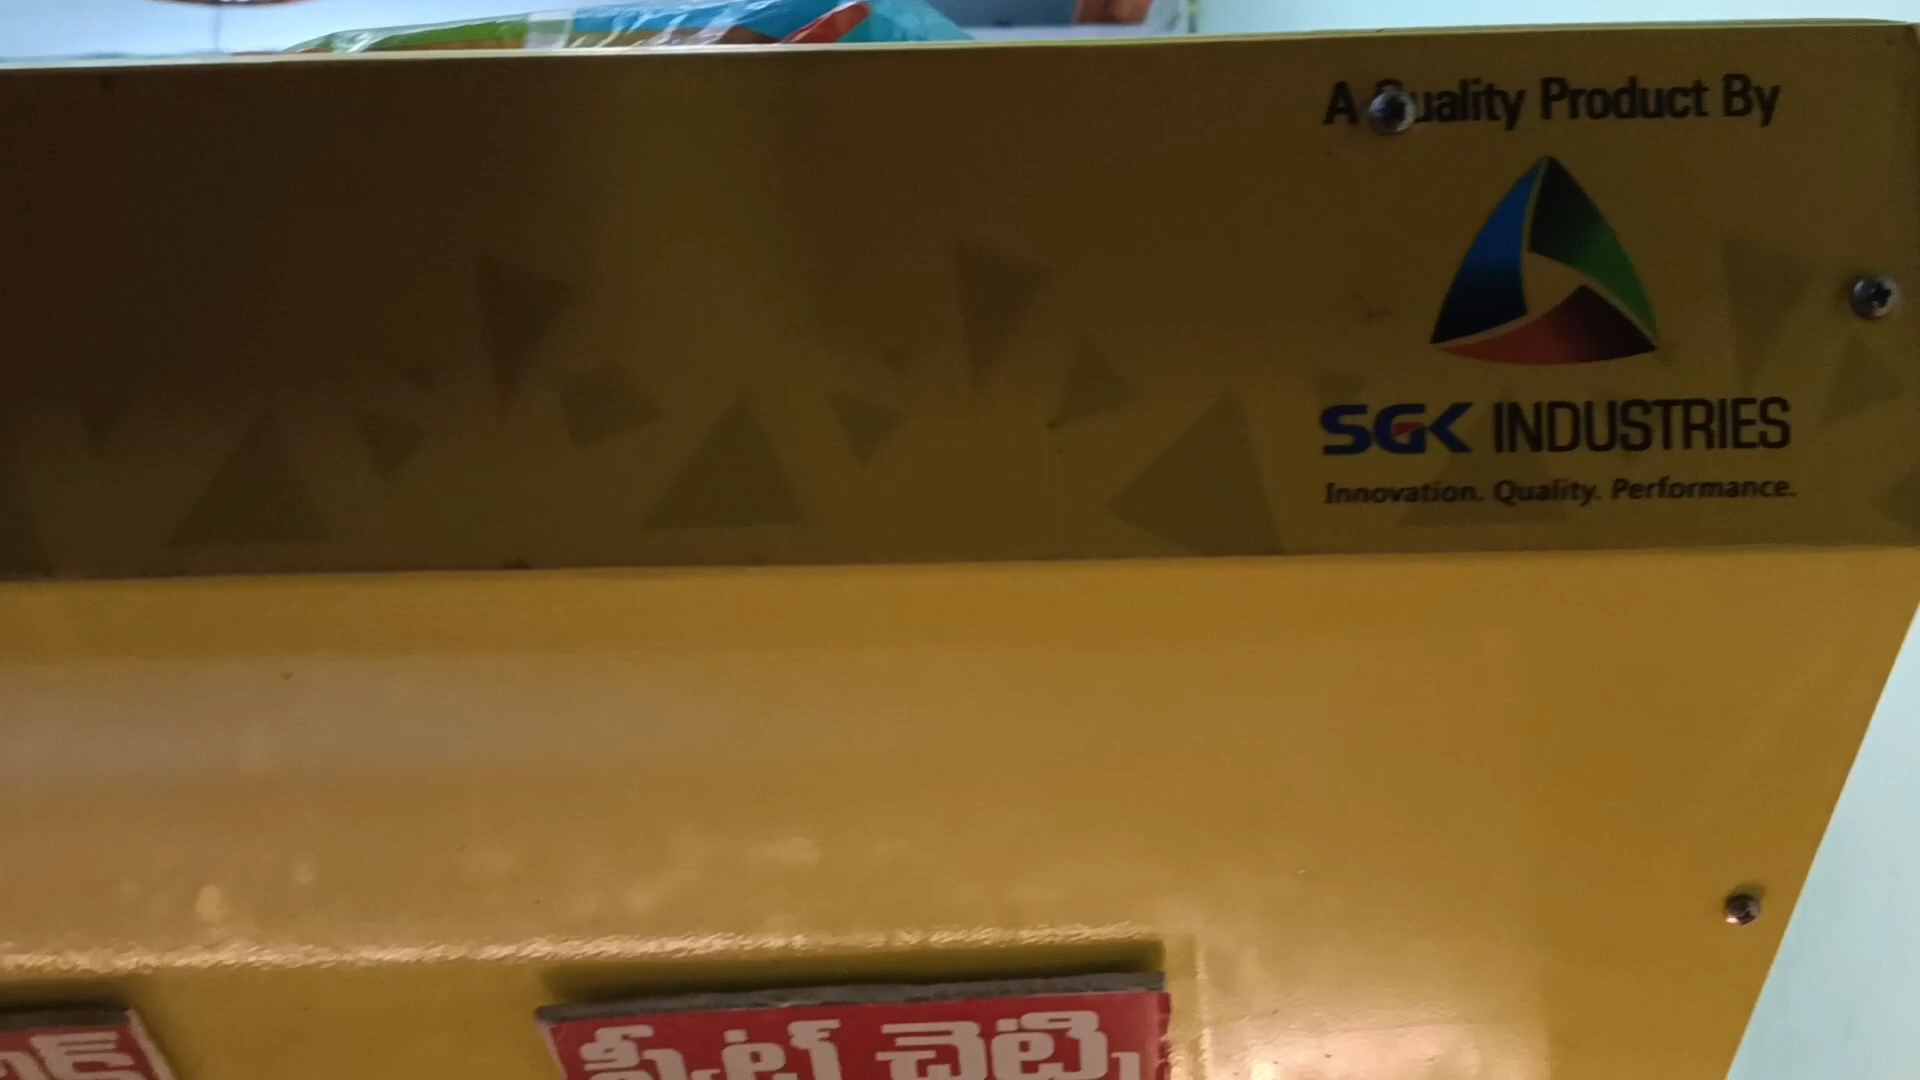 A Quality Product By
SGK INDUSTRIES
Innovation. Quality. Performance.
స్వీట్ చెట్ని